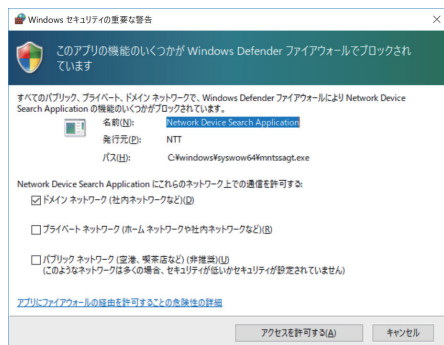 Windows セキュリティの重要な警告
このアプリの機能のいくつかが Windows Defender ファイアウォールでブロックされ
ています
すべてのパブリック、プライベート、ドメイン ネットワークで、Windows Defender ファイアウォールにより Network Device
Search Application の機能のいくつかがブロックされています。
名前(N): Network Device Search Application
発行元(P): NTT
パス(H): C:¥windows¥syswow64¥mntssagt.exe
Network Device Search Application にこれらのネットワーク上での通信を許可する:
ドメイン ネットワーク (社内ネットワークなど)(D)
プライベート ネットワーク (ホーム ネットワークや社内ネットワークなど)(R)
パブリック ネットワーク (空港、喫茶店など) (非推奨)(U)
(このようなネットワークは多くの場合、セキュリティが低いかセキュリティが設定されていません)
アプリにファイアウォールの経由を許可することの危険性の詳細
アクセスを許可する(A) キャンセル